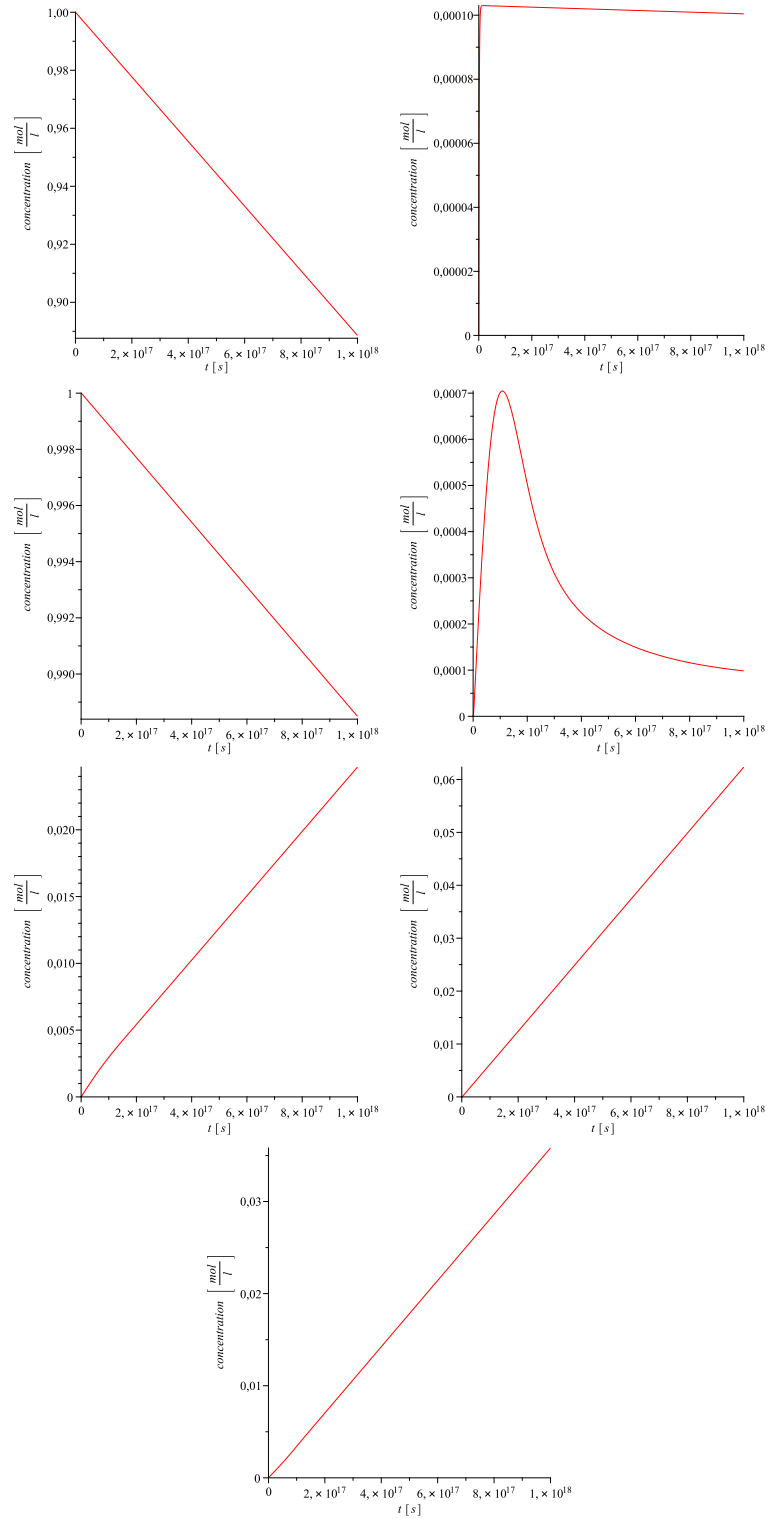 1,00
0,98
0,96
0,94
0,92
0,90
concentration [mol/l]
0 2, × 10^17 4, × 10^17 6, × 10^17 8, × 10^17 1, × 10^18
t [s]
0,00010
0,00008
0,00006
0,00004
0,00002
0
concentration [mol/l]
0 2, × 10^17 4, × 10^17 6, × 10^17 8, × 10^17 1, × 10^18
t [s]
1
0,998
0,996
0,994
0,992
0,990
concentration [mol/l]
0 2, × 10^17 4, × 10^17 6, × 10^17 8, × 10^17 1, × 10^18
t [s]
0,0007
0,0006
0,0005
0,0004
0,0003
0,0002
0,0001
0
concentration [mol/l]
0 2, × 10^17 4, × 10^17 6, × 10^17 8, × 10^17 1, × 10^18
t [s]
0,020
0,015
0,010
0,005
0
concentration [mol/l]
0 2, × 10^17 4, × 10^17 6, × 10^17 8, × 10^17 1, × 10^18
t [s]
0,06
0,05
0,04
0,03
0,02
0,01
0
concentration [mol/l]
0 2, × 10^17 4, × 10^17 6, × 10^17 8, × 10^17 1, × 10^18
t [s]
0,03
0,02
0,01
0
concentration [mol/l]
0 2, × 10^17 4, × 10^17 6, × 10^17 8, × 10^17 1, × 10^18
t [s]